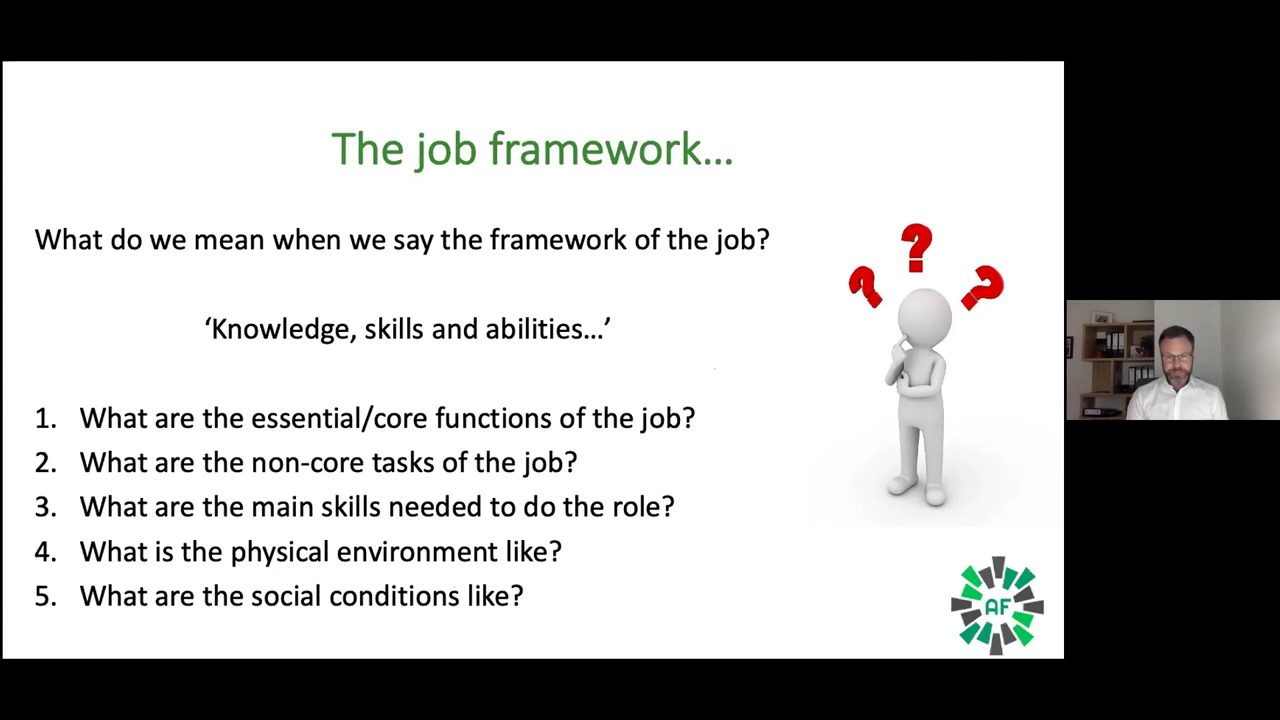 The job framework...
What do we mean when we say the framework of the job?
‘Knowledge, skills and abilities...’
1. What are the essential/core functions of the job?
2. What are the non-core tasks of the job?
3. What are the main skills needed to do the role?
4. What is the physical environment like?
5. What are the social conditions like?
? ? ?
AF